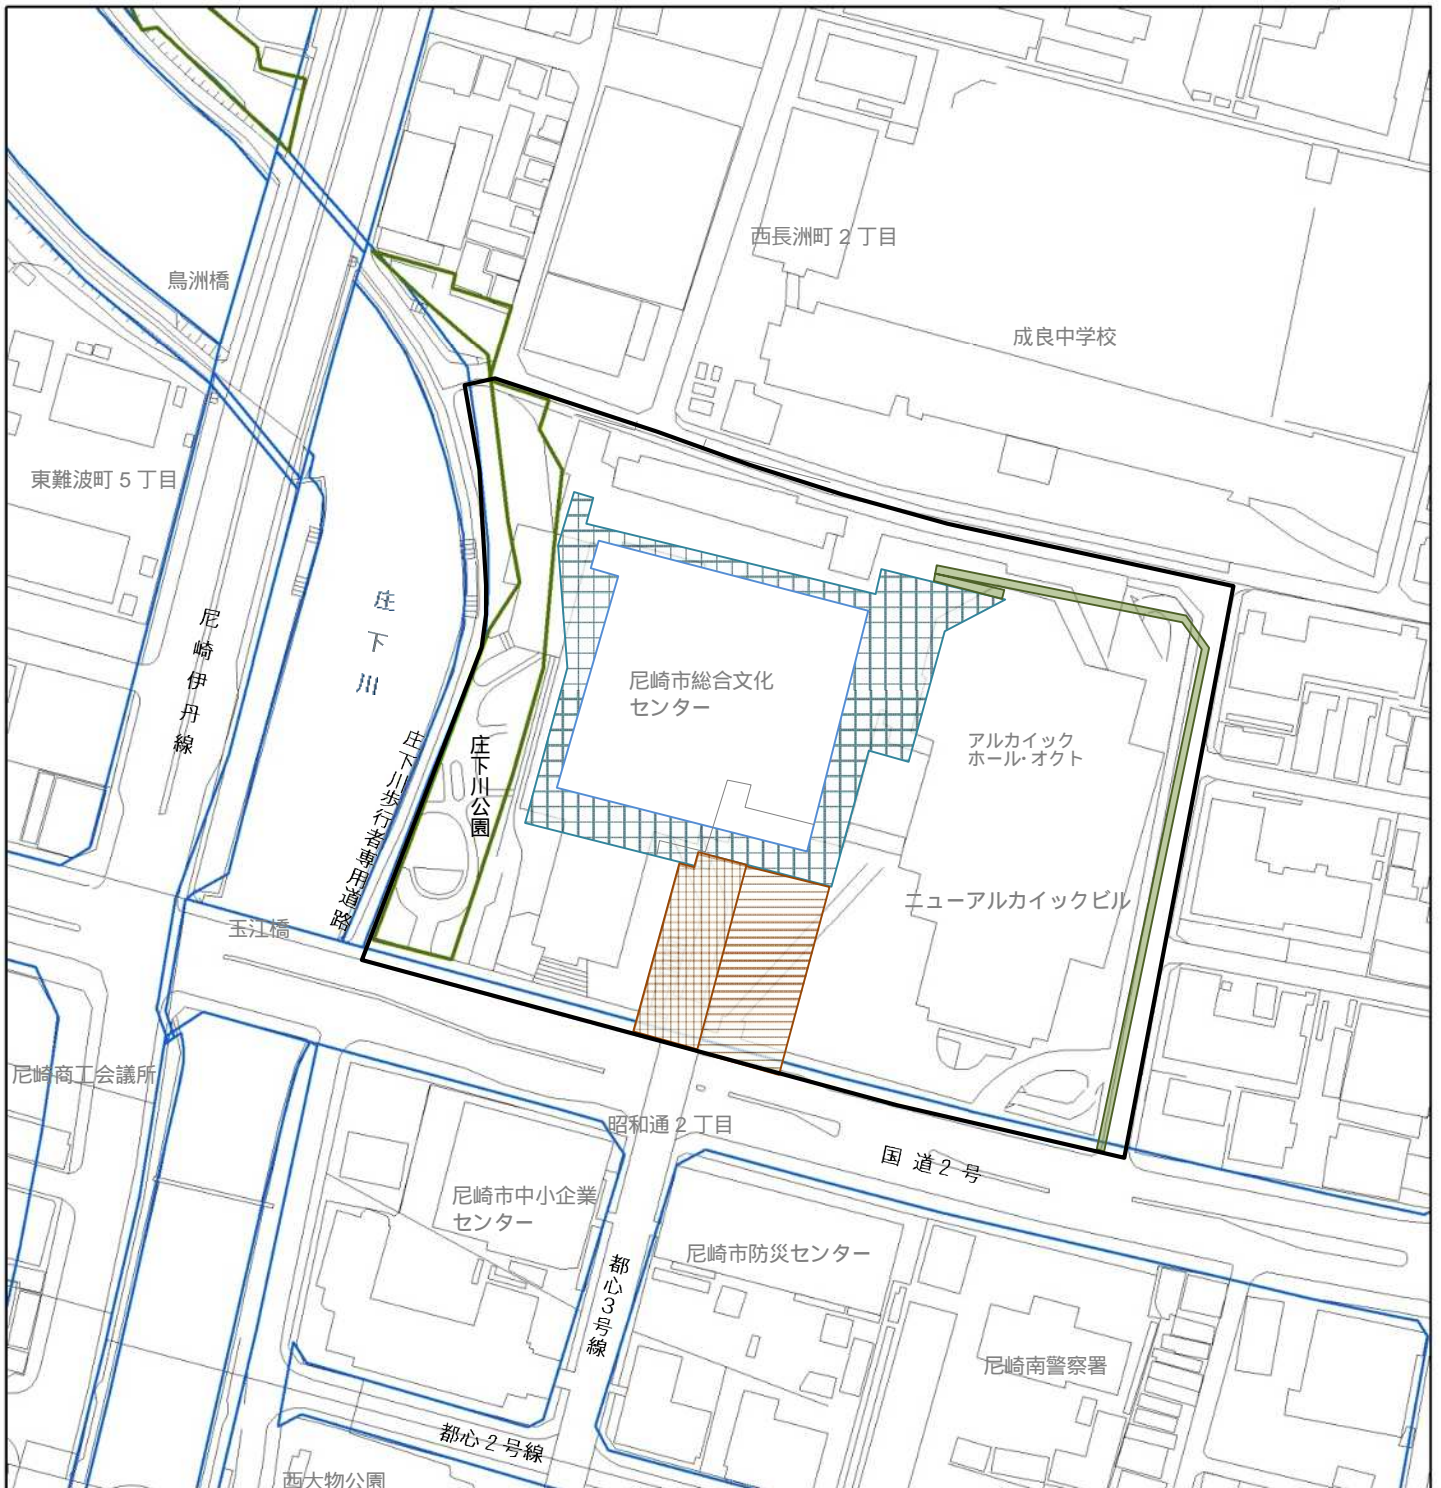 西長洲町２丁目
鳥洲橋
成良中学校
東難波町５丁目
庄下川
尼崎伊丹線
尼崎市総合文化
センター
アルカイック
ホール・オクト
庄下川歩行者専用道路
庄下川公園
ニューアルカイックビル
玉江橋
尼崎商工会議所
昭和通２丁目
国道２号
尼崎市中小企業
センター
尼崎市防災センター
都心３号線
尼崎南警察署
都心２号線
西大物公園